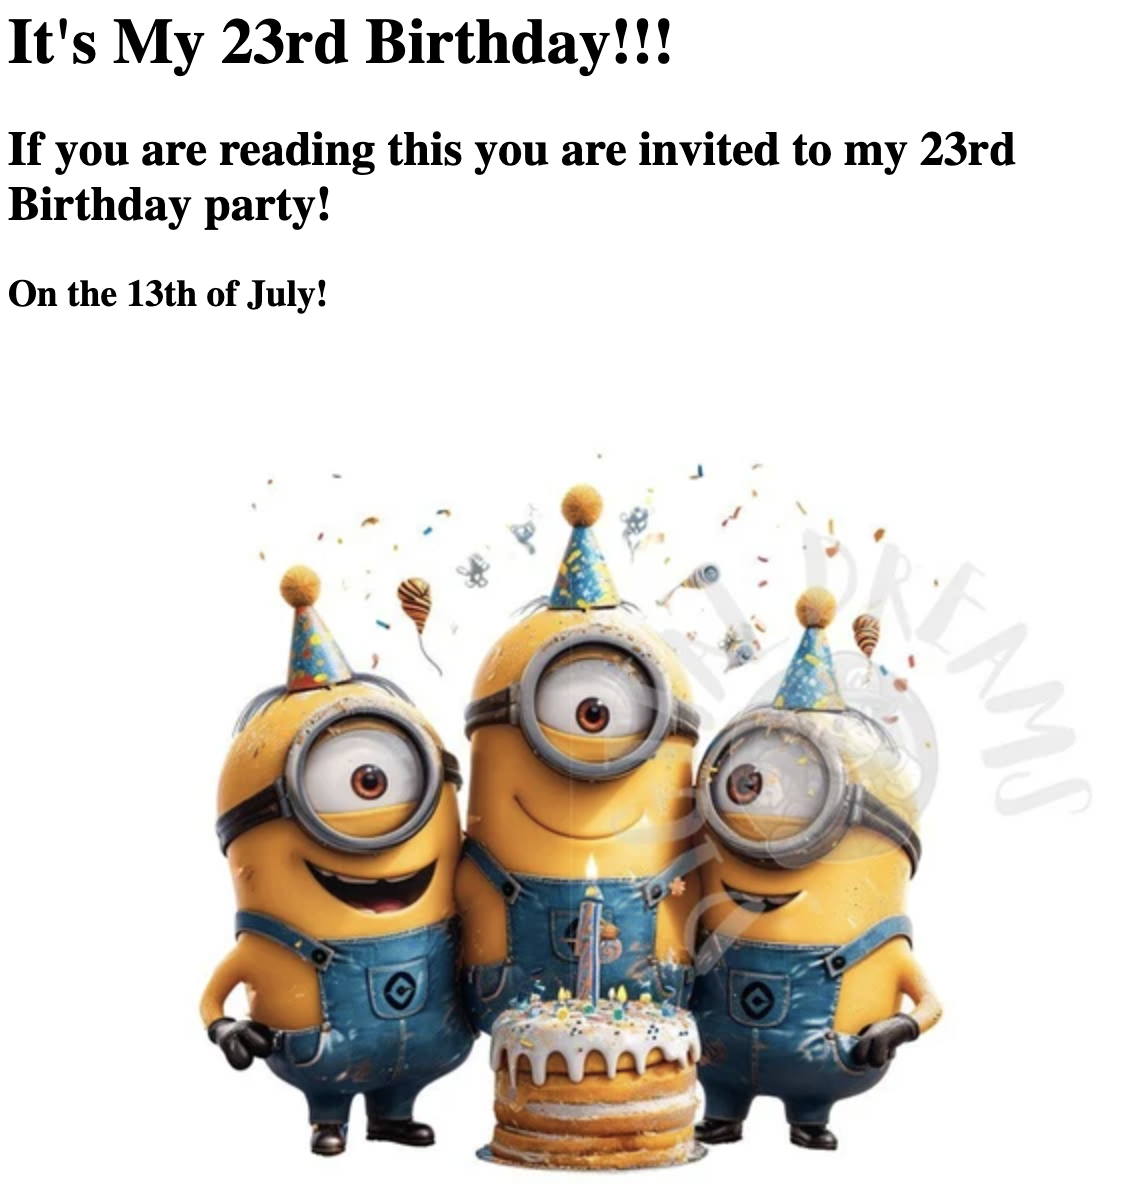 It's My 23rd Birthday!!!
If you are reading this you are invited to my 23rd
Birthday party!
On the 13th of July!
DREAMS